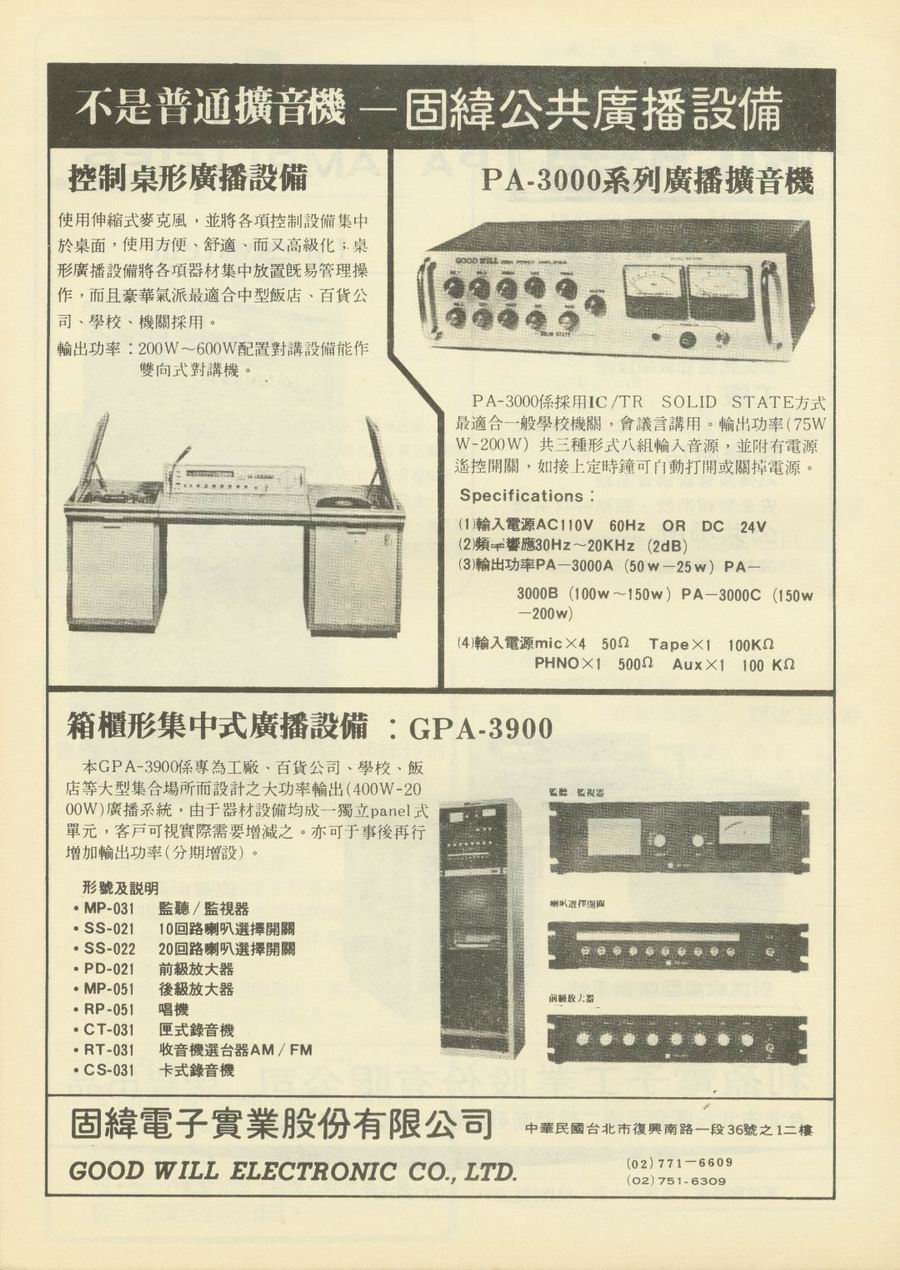 不是普通擴音機 — 固緯公共廣播設備
控制桌形廣播設備
使用伸縮式麥克風，並將各項控制設備集中
於桌面，使用方便、舒適、而又高級化；桌
形廣播設備將各項器材集中放置旣易管理操
作，而且豪華氣派最適合中型飯店、百貨公
司、學校、機關採用。
輸出功率：200W～600W配置對講設備能作
雙向式對講機。
PA-3000系列廣播擴音機
GOOD WILL HIGH POWER AMPLIFIER
SOLID STATE
PA-3000係採用IC/TR SOLID STATE方式
最適合一般學校機關，會議言講用。輸出功率(75W
W-200W) 共三種形式八組輸入音源，並附有電源
遙控開關，如接上定時鐘可自動打開或關掉電源。
Specifications：
(1)輸入電源AC110V 60Hz OR DC 24V
(2)頻率響應30Hz～20KHz (2dB)
(3)輸出功率PA－3000A (50w－25w) PA－
3000B (100w～150w) PA－3000C (150w
－200w)
(4)輸入電源mic×4 50Ω Tape×1 100KΩ
PHNO×1 500Ω Aux×1 100 KΩ
箱櫃形集中式廣播設備：GPA-3900
本GPA-3900係專為工廠、百貨公司、學校、飯
店等大型集合場所而設計之大功率輸出(400W-20
00W)廣播系統，由于器材設備均成一獨立panel式
單元，客戸可視實際需要增減之。亦可于事後再行
增加輸出功率(分期增設)。
形號及説明
•MP-031 監聽/監視器
•SS-021 10回路喇叭選擇開關
•SS-022 20回路喇叭選擇開關
•PD-021 前級放大器
•MP-051 後級放大器
•RP-051 唱機
•CT-031 匣式錄音機
•RT-031 收音機選台器AM/FM
•CS-031 卡式錄音機
監聽 監視器
喇叭選擇開關
前級放大器
固緯電子實業股份有限公司
中華民國台北市復興南路一段36號之1二樓
GOOD WILL ELECTRONIC CO., LTD.
(02)771－6609
(02)751-6309